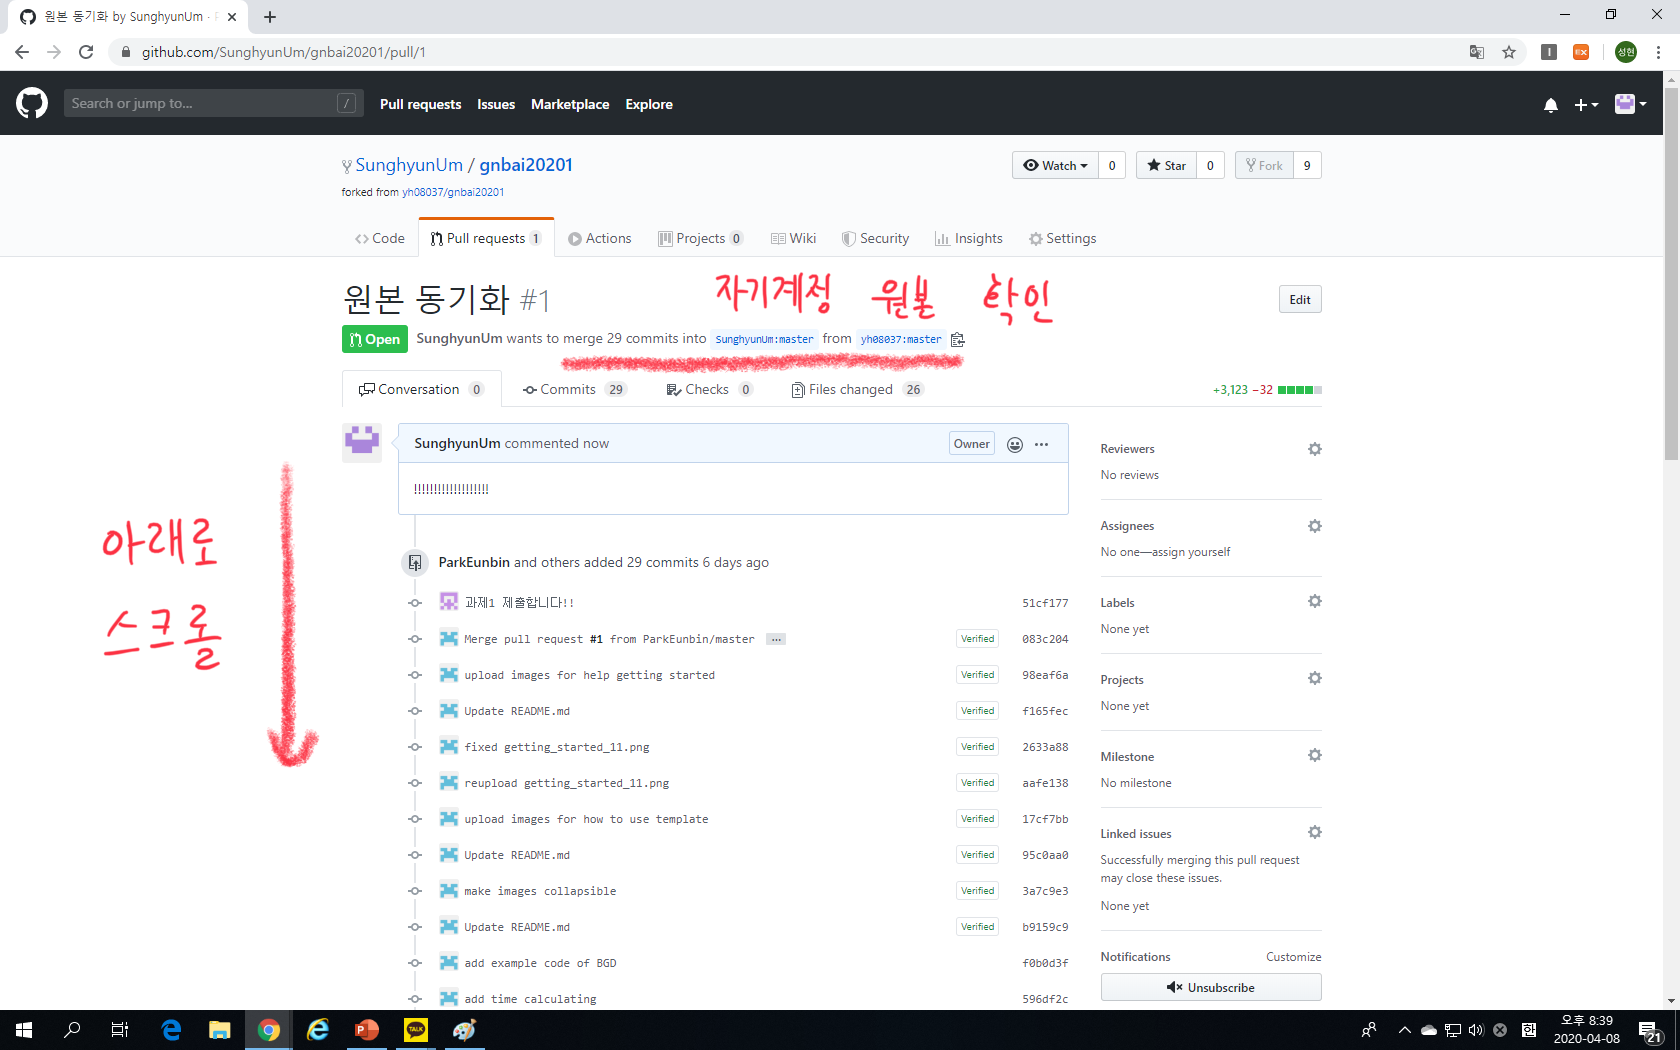 원본 동기화 by SunghyunUm ·
github.com/SunghyunUm/gnbai20201/pull/1
성현
Search or jump to... /
Pull requests Issues Marketplace Explore
SunghyunUm / gnbai20201
Watch 0 Star 0 Fork 9
forked from yh08037/gnbai20201
Code Pull requests 1 Actions Projects 0 Wiki Security Insights Settings
자기계정 원본 확인
원본 동기화 #1
Edit
Open SunghyunUm wants to merge 29 commits into SunghyunUm:master from yh08037:master
Conversation 0 Commits 29 Checks 0 Files changed 26 +3,123 −32
SunghyunUm commented now Owner
!!!!!!!!!!!!!!!!!!!
ParkEunbin and others added 29 commits 6 days ago
과제1 제출합니다!! 51cf177
Merge pull request #1 from ParkEunbin/master ... Verified 083c204
upload images for help getting started Verified 98eaf6a
Update README.md Verified f165fec
fixed getting_started_11.png Verified 2633a88
reupload getting_started_11.png Verified aafe138
upload images for how to use template Verified 17cf7bb
Update README.md Verified 95c0aa0
make images collapsible Verified 3a7c9e3
Update README.md Verified b9159c9
add example code of BGD f0b0d3f
add time calculating 596df2c
아래로
스크롤
Reviewers
No reviews
Assignees
No one—assign yourself
Labels
None yet
Projects
None yet
Milestone
No milestone
Linked issues
Successfully merging this pull request
may close these issues.
None yet
Notifications Customize
Unsubscribe
TALK
한
오후 8:39
2020-04-08
21